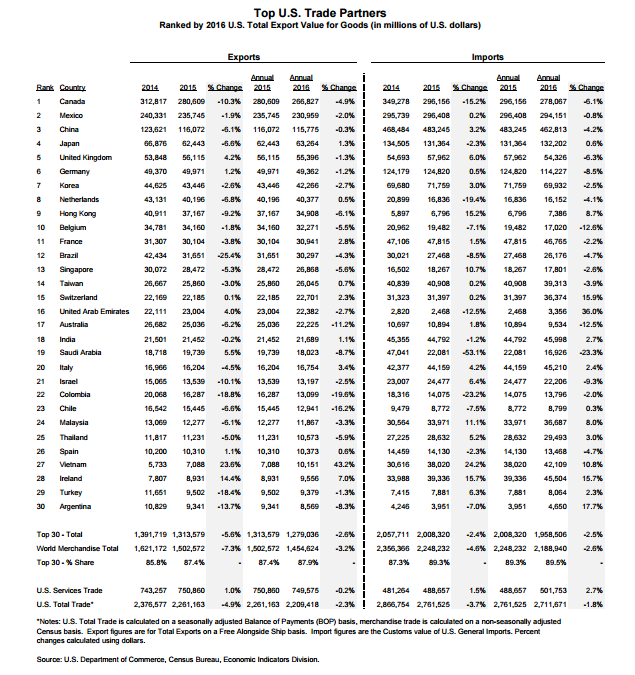 Top U.S. Trade Partners
Ranked by 2016 U.S. Total Export Value for Goods (in millions of U.S. dollars)
Exports Imports
Annual Annual Annual Annual
Rank Country 2014 2015 % Change 2015 2016 % Change 2014 2015 % Change 2015 2016 % Change
1 Canada 312,817 280,609 -10.3% 280,609 266,827 -4.9% 349,278 296,156 -15.2% 296,156 278,067 -6.1%
2 Mexico 240,331 235,745 -1.9% 235,745 230,959 -2.0% 295,739 296,408 0.2% 296,408 294,151 -0.8%
3 China 123,621 116,072 -6.1% 116,072 115,775 -0.3% 468,484 483,245 3.2% 483,245 462,813 -4.2%
4 Japan 66,876 62,443 -6.6% 62,443 63,264 1.3% 134,505 131,364 -2.3% 131,364 132,202 0.6%
5 United Kingdom 53,848 56,115 4.2% 56,115 55,396 -1.3% 54,693 57,962 6.0% 57,962 54,326 -6.3%
6 Germany 49,370 49,971 1.2% 49,971 49,362 -1.2% 124,179 124,820 0.5% 124,820 114,227 -8.5%
7 Korea 44,625 43,446 -2.6% 43,446 42,266 -2.7% 69,680 71,759 3.0% 71,759 69,932 -2.5%
8 Netherlands 43,131 40,196 -6.8% 40,196 40,377 0.5% 20,899 16,836 -19.4% 16,836 16,152 -4.1%
9 Hong Kong 40,911 37,167 -9.2% 37,167 34,908 -6.1% 5,897 6,796 15.2% 6,796 7,386 8.7%
10 Belgium 34,781 34,160 -1.8% 34,160 32,271 -5.5% 20,962 19,482 -7.1% 19,482 17,020 -12.6%
11 France 31,307 30,104 -3.8% 30,104 30,941 2.8% 47,106 47,815 1.5% 47,815 46,765 -2.2%
12 Brazil 42,434 31,651 -25.4% 31,651 30,297 -4.3% 30,021 27,468 -8.5% 27,468 26,176 -4.7%
13 Singapore 30,072 28,472 -5.3% 28,472 26,868 -5.6% 16,502 18,267 10.7% 18,267 17,801 -2.6%
14 Taiwan 26,667 25,860 -3.0% 25,860 26,045 0.7% 40,839 40,908 0.2% 40,908 39,313 -3.9%
15 Switzerland 22,169 22,185 0.1% 22,185 22,701 2.3% 31,323 31,397 0.2% 31,397 36,374 15.9%
16 United Arab Emirates 22,111 23,004 4.0% 23,004 22,382 -2.7% 2,820 2,468 -12.5% 2,468 3,356 36.0%
17 Australia 26,682 25,036 -6.2% 25,036 22,225 -11.2% 10,697 10,894 1.8% 10,894 9,534 -12.5%
18 India 21,501 21,452 -0.2% 21,452 21,689 1.1% 45,355 44,792 -1.2% 44,792 45,998 2.7%
19 Saudi Arabia 18,718 19,739 5.5% 19,739 18,023 -8.7% 47,041 22,081 -53.1% 22,081 16,926 -23.3%
20 Italy 16,966 16,204 -4.5% 16,204 16,754 3.4% 42,377 44,159 4.2% 44,159 45,210 2.4%
21 Israel 15,065 13,539 -10.1% 13,539 13,197 -2.5% 23,007 24,477 6.4% 24,477 22,206 -9.3%
22 Colombia 20,068 16,287 -18.8% 16,287 13,099 -19.6% 18,316 14,075 -23.2% 14,075 13,796 -2.0%
23 Chile 16,542 15,445 -6.6% 15,445 12,941 -16.2% 9,479 8,772 -7.5% 8,772 8,799 0.3%
24 Malaysia 13,069 12,277 -6.1% 12,277 11,867 -3.3% 30,564 33,971 11.1% 33,971 36,687 8.0%
25 Thailand 11,817 11,231 -5.0% 11,231 10,573 -5.9% 27,225 28,632 5.2% 28,632 29,493 3.0%
26 Spain 10,200 10,310 1.1% 10,310 10,373 0.6% 14,459 14,130 -2.3% 14,130 13,468 -4.7%
27 Vietnam 5,733 7,088 23.6% 7,088 10,151 43.2% 30,616 38,020 24.2% 38,020 42,109 10.8%
28 Ireland 7,807 8,931 14.4% 8,931 9,556 7.0% 33,988 39,336 15.7% 39,336 45,504 15.7%
29 Turkey 11,651 9,502 -18.4% 9,502 9,379 -1.3% 7,415 7,881 6.3% 7,881 8,064 2.3%
30 Argentina 10,829 9,341 -13.7% 9,341 8,569 -8.3% 4,246 3,951 -7.0% 3,951 4,650 17.7%
Top 30 - Total 1,391,719 1,313,579 -5.6% 1,313,579 1,279,036 -2.6% 2,057,711 2,008,320 -2.4% 2,008,320 1,958,506 -2.5%
World Merchandise Total 1,621,172 1,502,572 -7.3% 1,502,572 1,454,624 -3.2% 2,356,366 2,248,232 -4.6% 2,248,232 2,188,940 -2.6%
Top 30 - % Share 85.8% 87.4% 87.4% 87.9% 87.3% 89.3% 89.3% 89.5%
U.S. Services Trade 743,257 750,860 1.0% 750,860 749,575 -0.2% 481,264 488,657 1.5% 488,657 501,753 2.7%
U.S. Total Trade* 2,376,577 2,261,163 -4.9% 2,261,163 2,209,418 -2.3% 2,866,754 2,761,525 -3.7% 2,761,525 2,711,671 -1.8%
*Notes: U.S. Total Trade is calculated on a seasonally adjusted Balance of Payments (BOP) basis, merchandise trade is calculated on a non-seasonally adjusted
Census basis. Export figures are for Total Exports on a Free Alongside Ship basis. Import figures are the Customs value of U.S. General Imports. Percent
changes calculated using dollars.
Source: U.S. Department of Commerce, Census Bureau, Economic Indicators Division.